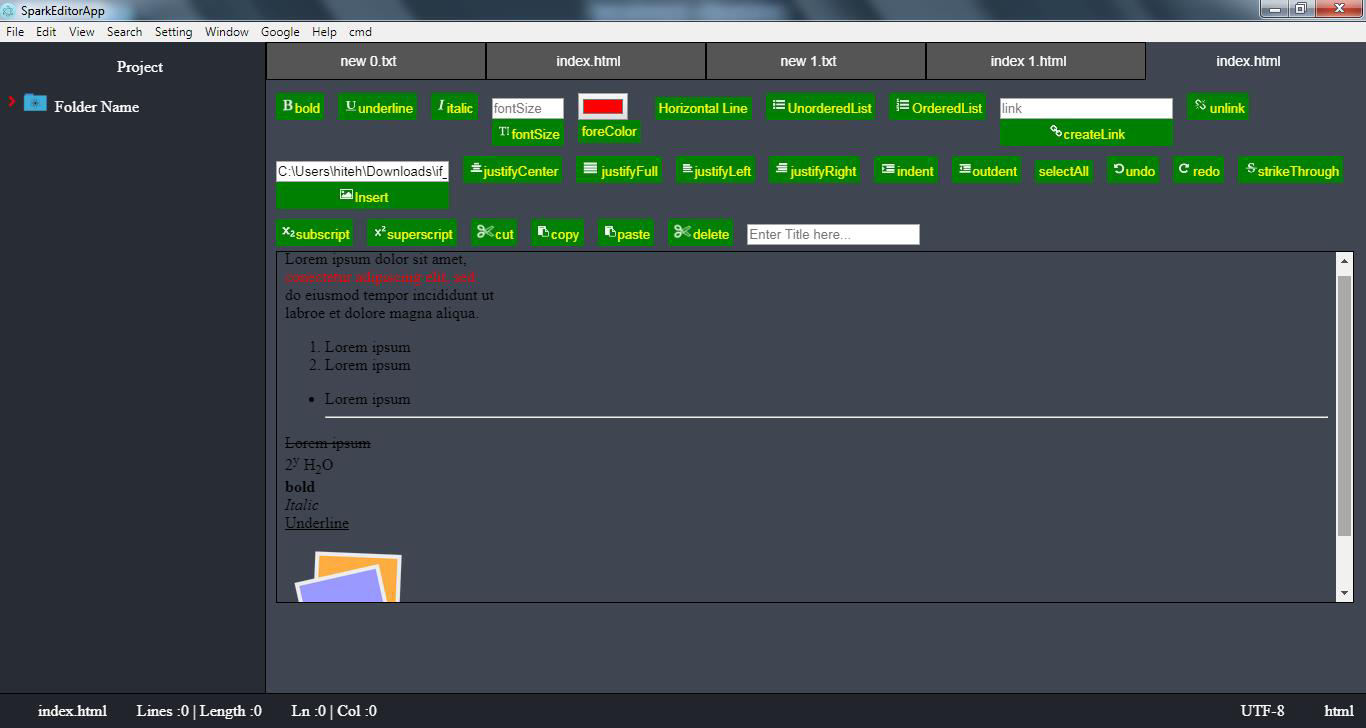 SparkEditorApp
File Edit View Search Setting Window Google Help cmd
Project
Folder Name
new 0.txt index.html new 1.txt index 1.html index.html
B bold U underline I italic fontSize Horizontal Line UnorderedList OrderedList link unlink
T! fontSize foreColor createLink
C:\Users\hiteh\Downloads\if_ justifyCenter justifyFull justifyLeft justifyRight indent outdent selectAll undo redo strikeThrough
Insert
X₂ subscript X² superscript cut copy paste delete Enter Title here...
Lorem ipsum dolor sit amet,
conectetur adipiscing elit, sed
do eiusmod tempor incididunt ut
labroe et dolore magna aliqua.
1. Lorem ipsum
2. Lorem ipsum
• Lorem ipsum
Lorem ipsum
2ʸ H₂O
bold
Italic
Underline
index.html Lines :0 | Length :0 Ln :0 | Col :0 UTF-8 html